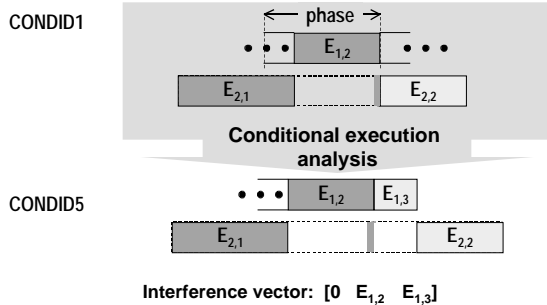 CONDID1
phase
• • • E1,2 • • •
E2,1 E2,2
Conditional execution
analysis
CONDID5
• • • E1,2 E1,3
E2,1 E2,2
Interference vector: [0 E1,2 E1,3]